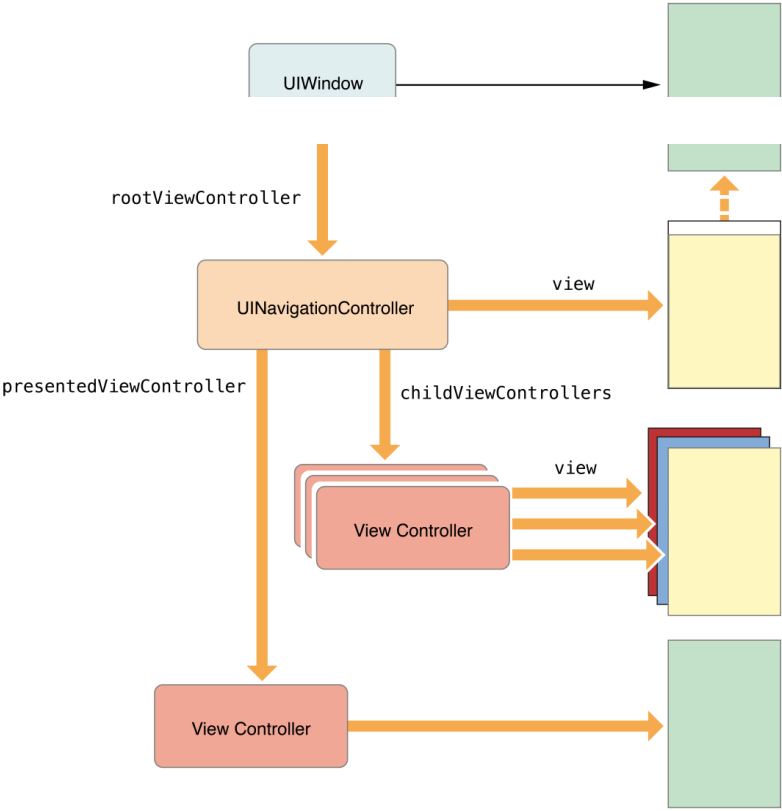 UIWindow
rootViewController
UINavigationController
view
presentedViewController
childViewControllers
view
View Controller
View Controller